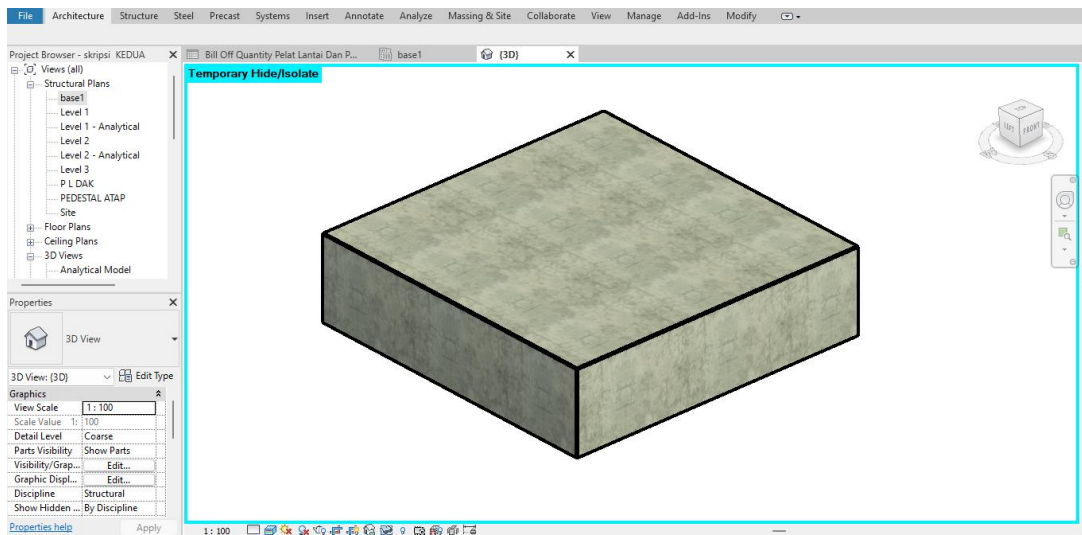 File Architecture Structure Steel Precast Systems Insert Annotate Analyze Massing & Site Collaborate View Manage Add-Ins Modify
Project Browser - skripsi KEDUA
Bill Off Quantity Pelat Lantai Dan P... base1 {3D}
Views (all)
Temporary Hide/Isolate
Structural Plans
base1
Level 1
Level 1 - Analytical
Level 2
Level 2 - Analytical
Level 3
P L DAK
PEDESTAL ATAP
Site
Floor Plans
Ceiling Plans
3D Views
Analytical Model
TOP
LEFT FRONT
Properties
3D View
3D View: {3D} Edit Type
Graphics
View Scale 1 : 100
Scale Value 1: 100
Detail Level Coarse
Parts Visibility Show Parts
Visibility/Grap... Edit...
Graphic Displ... Edit...
Discipline Structural
Show Hidden ... By Discipline
Properties help Apply
1 : 100